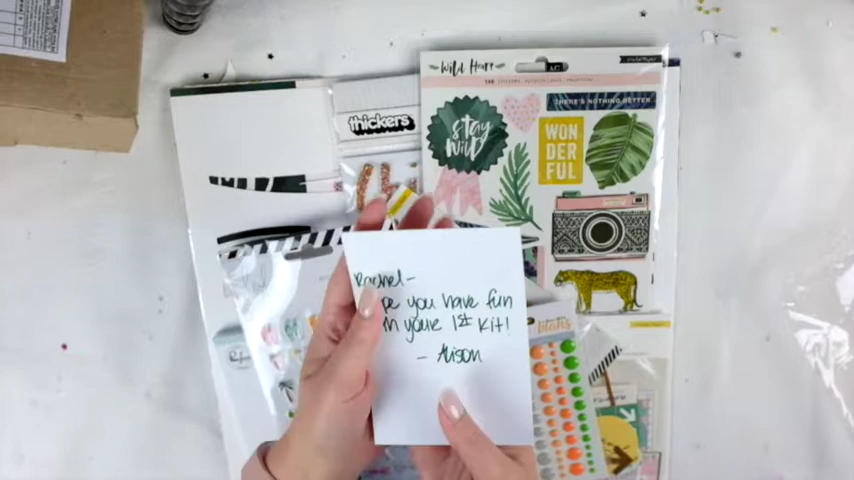 Wild Heart
thickers
THERE'S NOTHING BETTER
stay
wild
WON
DER
FUL
Rachel-
pe you have fun
n your 1st Kit!
- Alison